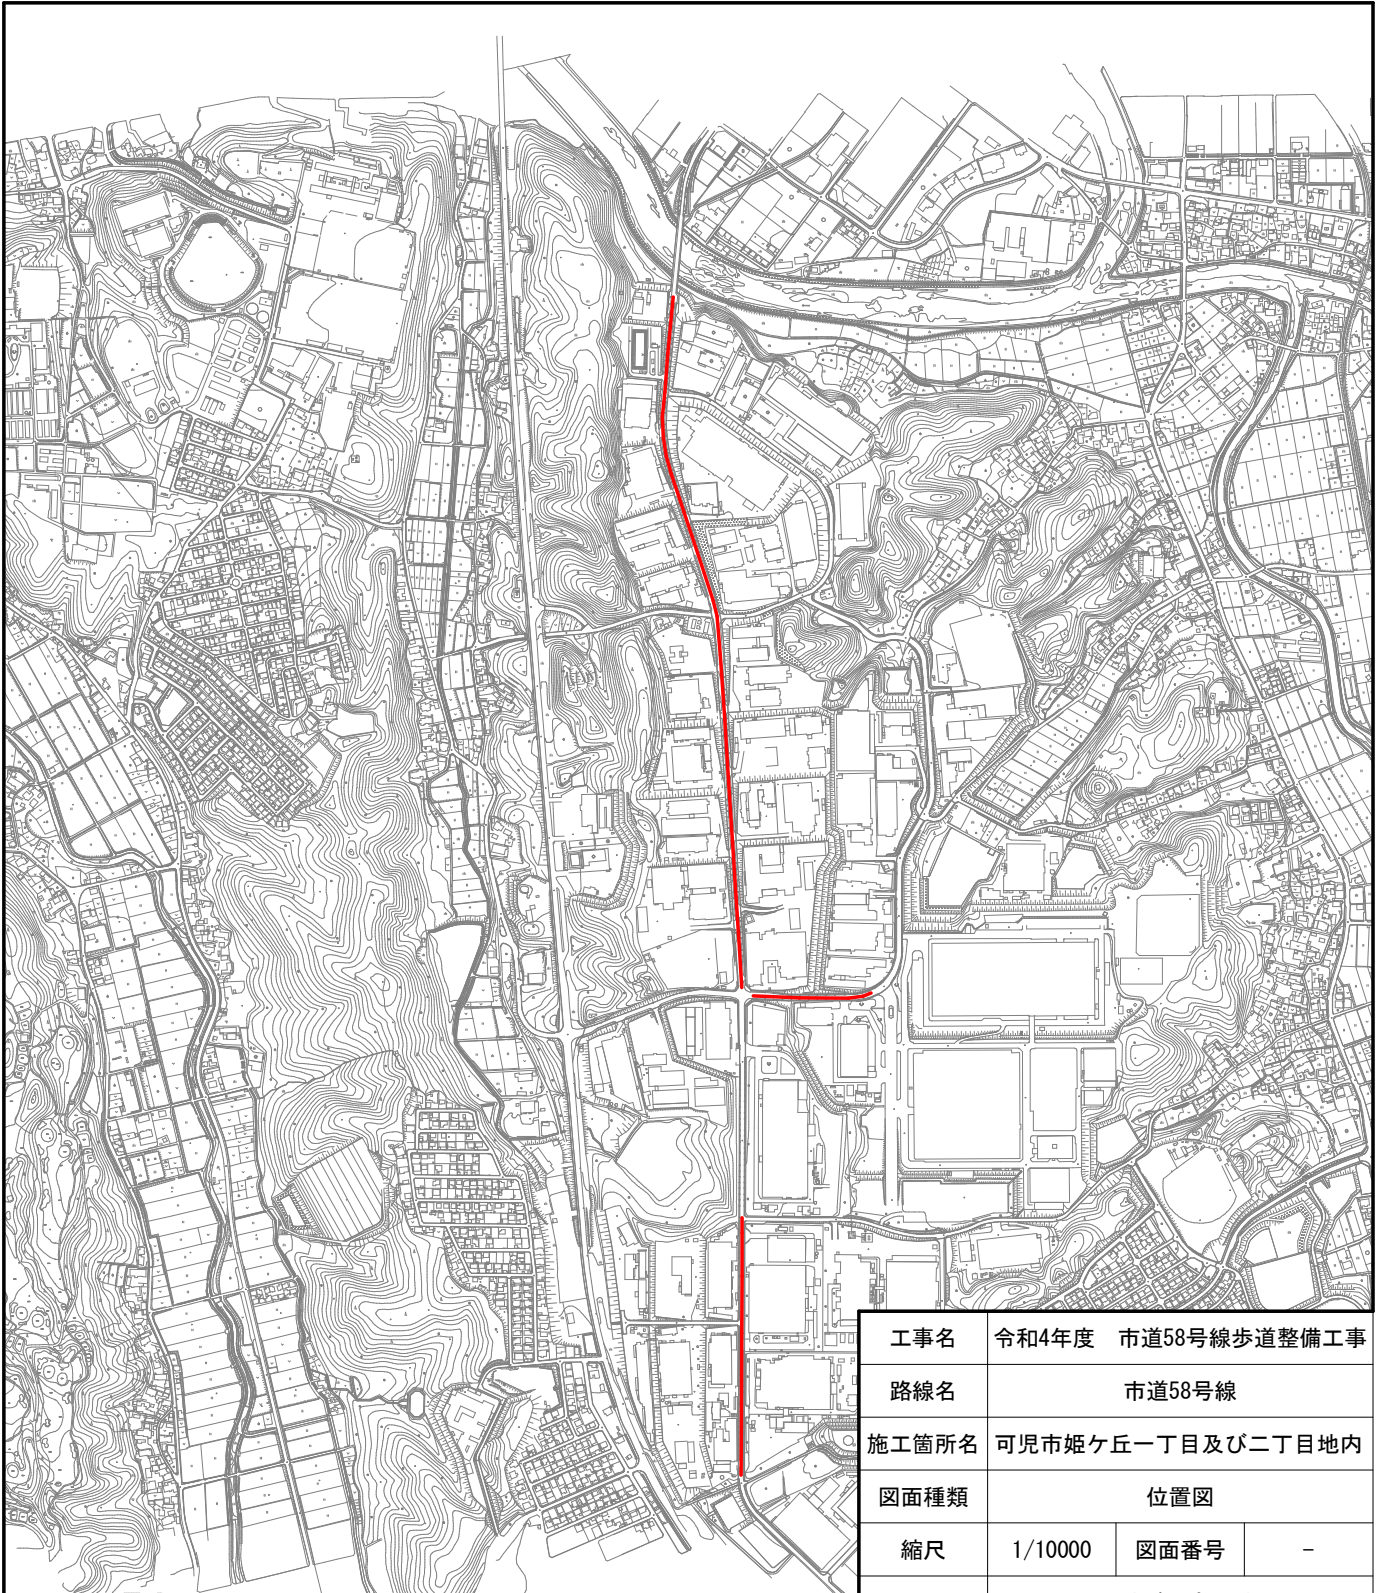 工事名 令和4年度 市道58号線歩道整備工事
路線名 市道58号線
施工箇所名 可児市姫ケ丘一丁目及び二丁目地内
図面種類 位置図
縮尺 1/10000 図面番号 -